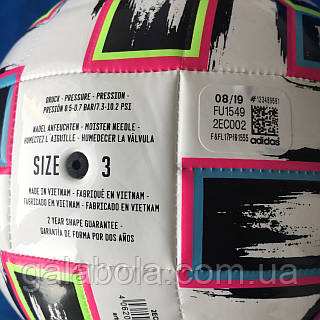 DRUCK - PRESSURE - PRESSION -
PRESIÓN 0.5-0.7 BAR/7.3-10.2 PSI
NADEL ANFEUCHTEN - MOISTEN NEEDLE -
HUMECTEZ L'AIGUILLE - HUMEDECER LA VÁLVULA
SIZE 3
MADE IN VIETNAM - FABRIQUÉ EN VIETNAM -
FABRICADO EM VIETNAM - FABRICADO EN VIETNAM
2 YEAR SHAPE GUARANTEE -
GARANTÍA DE FORMA POR DOS AÑOS
08/19
FU1549
2EC002
adidas
galabola.com.ua